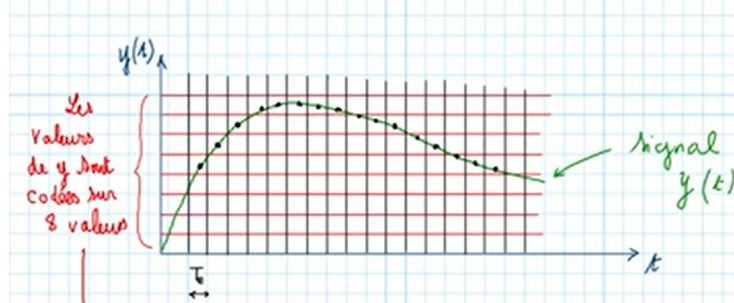 y(t)
Les
valeurs
de y sont
codées sur
8 valeurs
signal
y(t)
t
Te